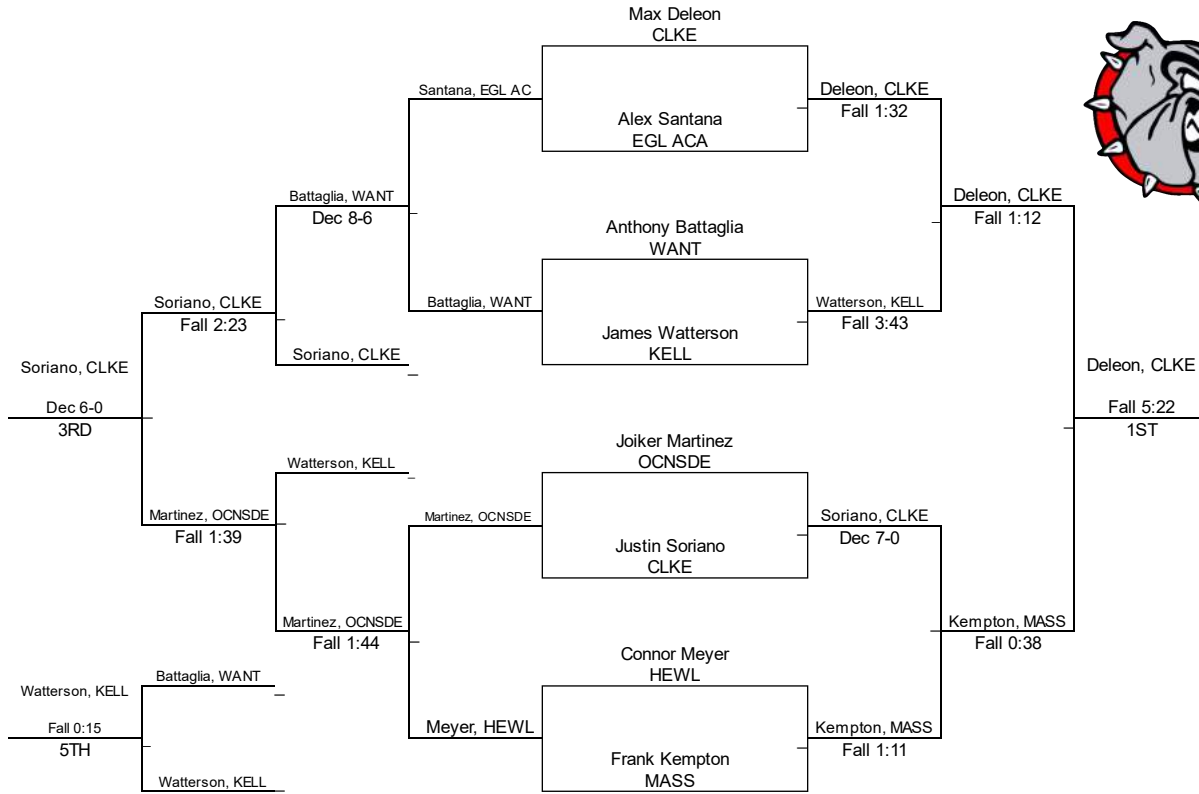 Max Deleon
CLKE
Santana, EGL AC
Deleon, CLKE
Fall 1:32
Alex Santana
EGL ACA
Battaglia, WANT
Dec 8-6
Deleon, CLKE
Fall 1:12
Anthony Battaglia
WANT
Soriano, CLKE
Fall 2:23
Battaglia, WANT
Watterson, KELL
Fall 3:43
James Watterson
KELL
Soriano, CLKE
Soriano, CLKE
Deleon, CLKE
Dec 6-0
3RD
Fall 5:22
1ST
Joiker Martinez
OCNSDE
Watterson, KELL
Martinez, OCNSDE
Fall 1:39
Martinez, OCNSDE
Soriano, CLKE
Dec 7-0
Justin Soriano
CLKE
Martinez, OCNSDE
Fall 1:44
Kempton, MASS
Fall 0:38
Connor Meyer
HEWL
Battaglia, WANT
Watterson, KELL
Fall 0:15
5TH
Meyer, HEWL
Kempton, MASS
Fall 1:11
Frank Kempton
MASS
Watterson, KELL